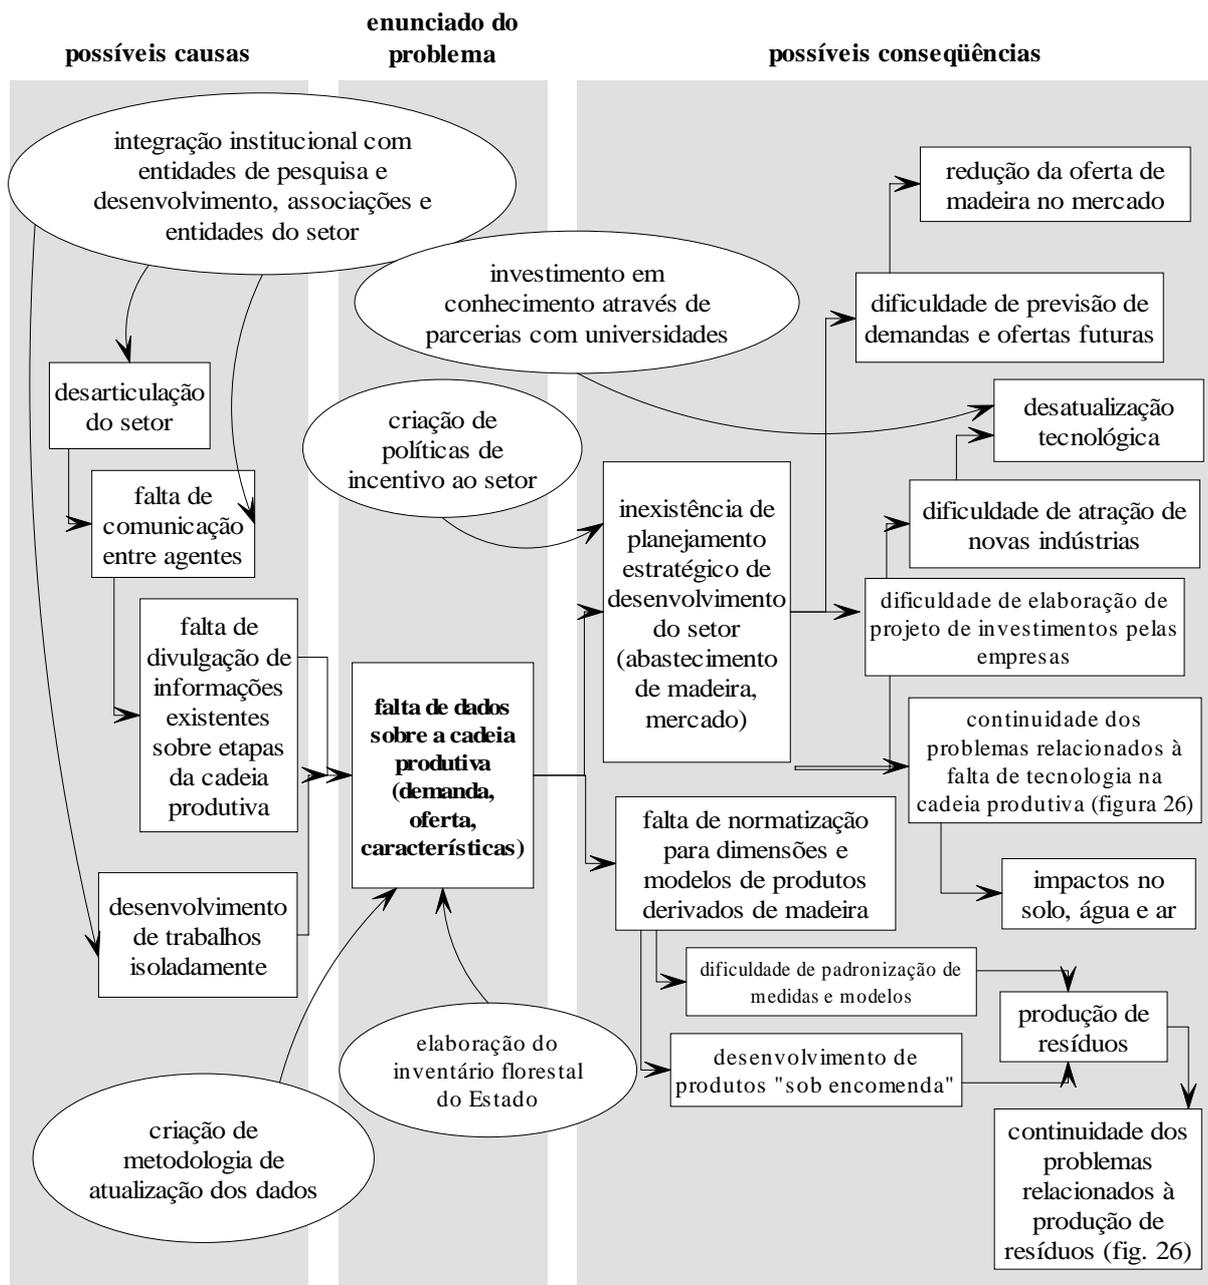 possíveis causas
enunciado do
problema
possíveis conseqüências
integração institucional com
entidades de pesquisa e
desenvolvimento, associações e
entidades do setor
desarticulação
do setor
falta de
comunicação
entre agentes
falta de
divulgação de
informações
existentes
sobre etapas
da cadeia
produtiva
desenvolvimento
de trabalhos
isoladamente
criação de
metodologia de
atualização dos dados
investimento em
conhecimento através de
parcerias com universidades
criação de
políticas de
incentivo ao setor
falta de dados
sobre a cadeia
produtiva
(demanda,
oferta,
características)
elaboração do
inventário florestal
do Estado
inexistência de
planejamento
estratégico de
desenvolvimento
do setor
(abastecimento
de madeira,
mercado)
falta de normatização
para dimensões e
modelos de produtos
derivados de madeira
dificuldade de padronização de
medidas e modelos
desenvolvimento de
produtos "sob encomenda"
redução da oferta de
madeira no mercado
dificuldade de previsão de
demandas e ofertas futuras
desatualização
tecnológica
dificuldade de atração de
novas indústrias
dificuldade de elaboração de
projeto de investimentos pelas
empresas
continuidade dos
problemas relacionados à
falta de tecnologia na
cadeia produtiva (figura 26)
impactos no
solo, água e ar
produção de
resíduos
continuidade dos
problemas
relacionados à
produção de
resíduos (fig. 26)